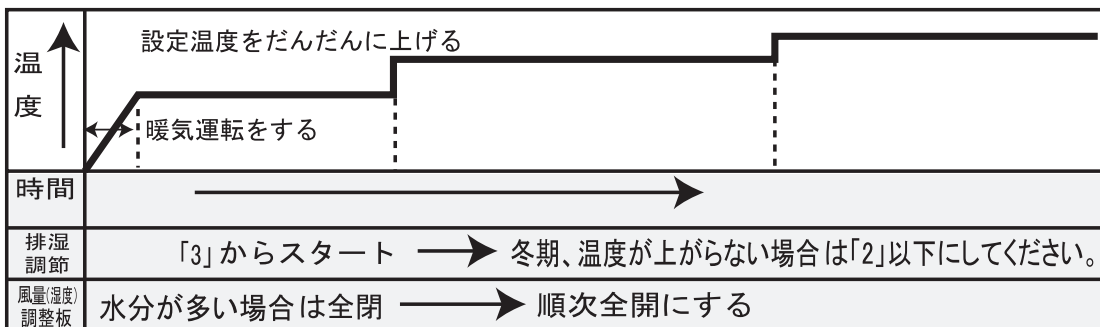 設定温度をだんだんに上げる
温
度
暖気運転をする
時間
排湿
調節
「3」からスタート
冬期、温度が上がらない場合は「2」以下にしてください。
風量(湿度)
調整板
水分が多い場合は全閉
順次全開にする